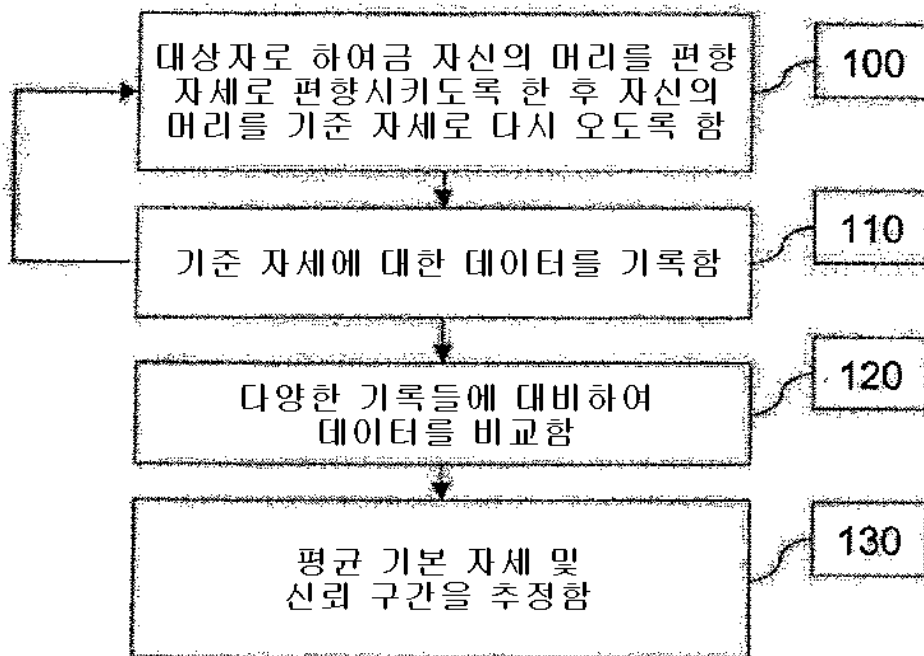 대상자로 하여금 자신의 머리를 편향
자세로 편향시키도록 한 후 자신의
머리를 기준 자세로 다시 오도록 함
100
기준 자세에 대한 데이터를 기록함
110
다양한 기록들에 대비하여
데이터를 비교함
120
평균 기본 자세 및
신뢰 구간을 추정함
130